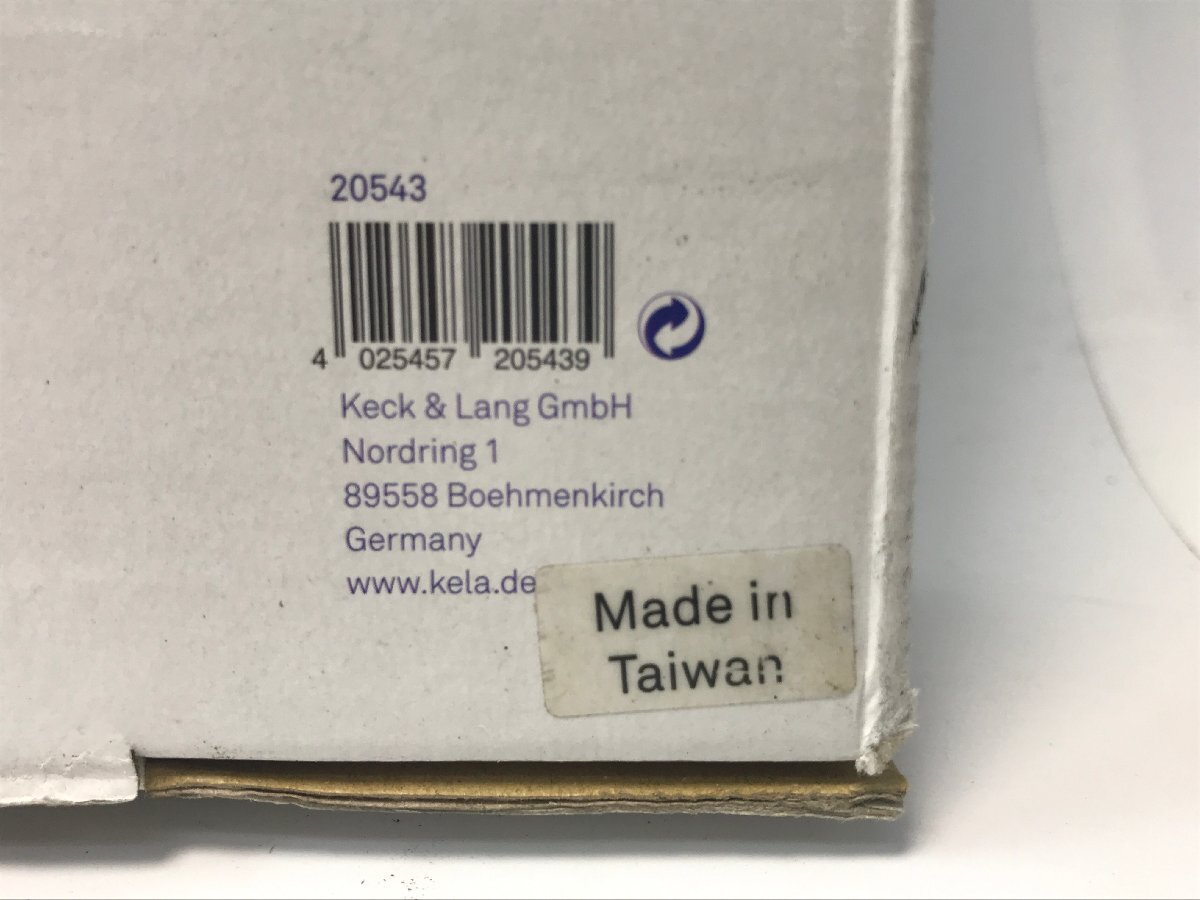 20543
4 025457 205439
Keck & Lang GmbH
Nordring 1
89558 Boehmenkirch
Germany
www.kela.de
Made in
Taiwan